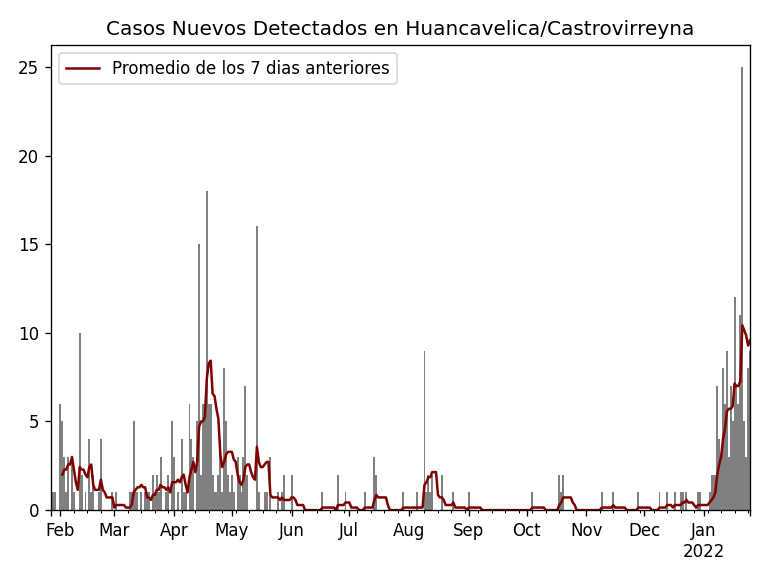 Casos Nuevos Detectados en Huancavelica/Castrovirreyna
Promedio de los 7 dias anteriores
25
20
15
10
5
0
Feb Mar Apr May Jun Jul Aug Sep Oct Nov Dec Jan
2022